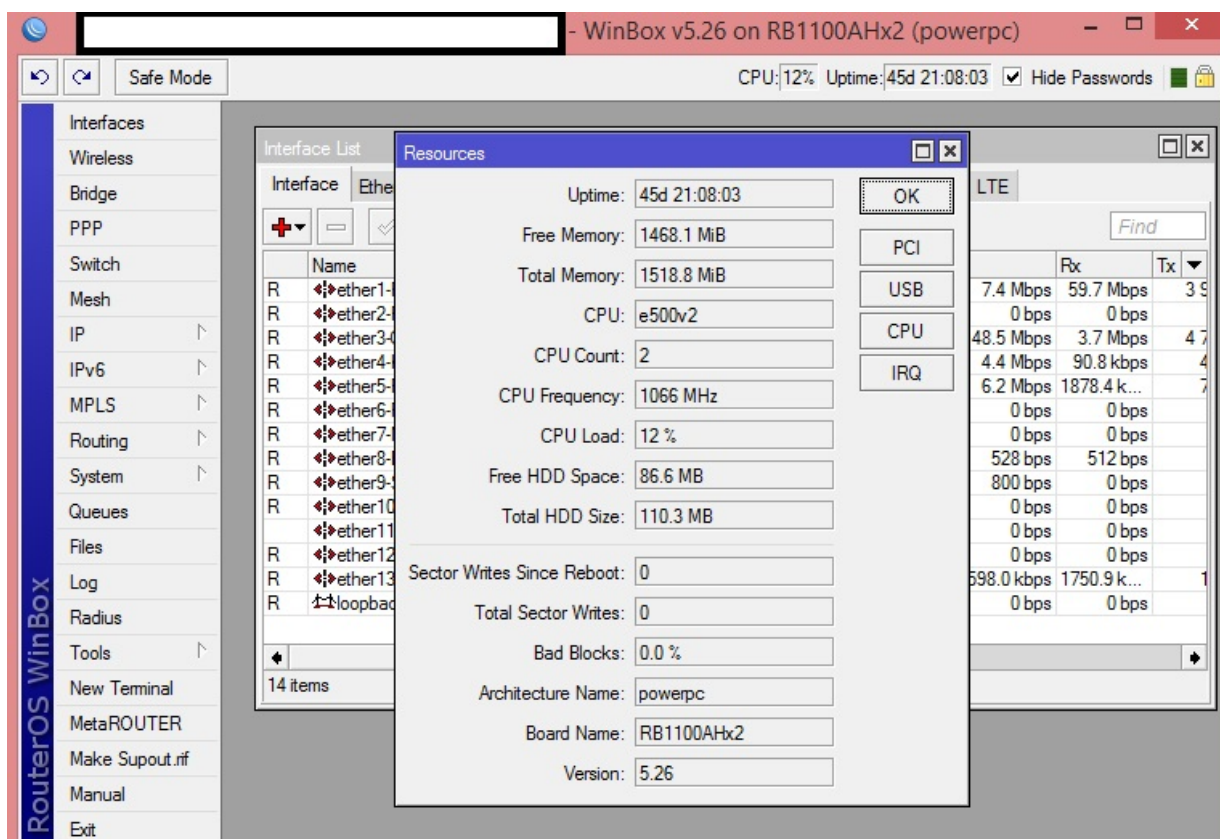 - WinBox v5.26 on RB1100AHx2 (powerpc)
Safe Mode CPU: 12% Uptime: 45d 21:08:03 Hide Passwords
RouterOS WinBox
Interfaces
Wireless
Bridge
PPP
Switch
Mesh
IP
IPv6
MPLS
Routing
System
Queues
Files
Log
Radius
Tools
New Terminal
MetaROUTER
Make Supout.rif
Manual
Exit
Interface List
Interface Ethe LTE
Find
Name Rx Tx
R ether1- 7.4 Mbps 59.7 Mbps 3 9
R ether2- 0 bps 0 bps
R ether3- 48.5 Mbps 3.7 Mbps 4 7
R ether4- 4.4 Mbps 90.8 kbps 4
R ether5- 6.2 Mbps 1878.4 k... 7
R ether6- 0 bps 0 bps
R ether7- 0 bps 0 bps
R ether8- 528 bps 512 bps
R ether9- 800 bps 0 bps
R ether10 0 bps 0 bps
ether11 0 bps 0 bps
R ether12 0 bps 0 bps
R ether13 598.0 kbps 1750.9 k... 1
R loopbac 0 bps 0 bps
14 items
Resources
Uptime: 45d 21:08:03
Free Memory: 1468.1 MiB
Total Memory: 1518.8 MiB
CPU: e500v2
CPU Count: 2
CPU Frequency: 1066 MHz
CPU Load: 12 %
Free HDD Space: 86.6 MB
Total HDD Size: 110.3 MB
Sector Writes Since Reboot: 0
Total Sector Writes: 0
Bad Blocks: 0.0 %
Architecture Name: powerpc
Board Name: RB1100AHx2
Version: 5.26
OK
PCI
USB
CPU
IRQ